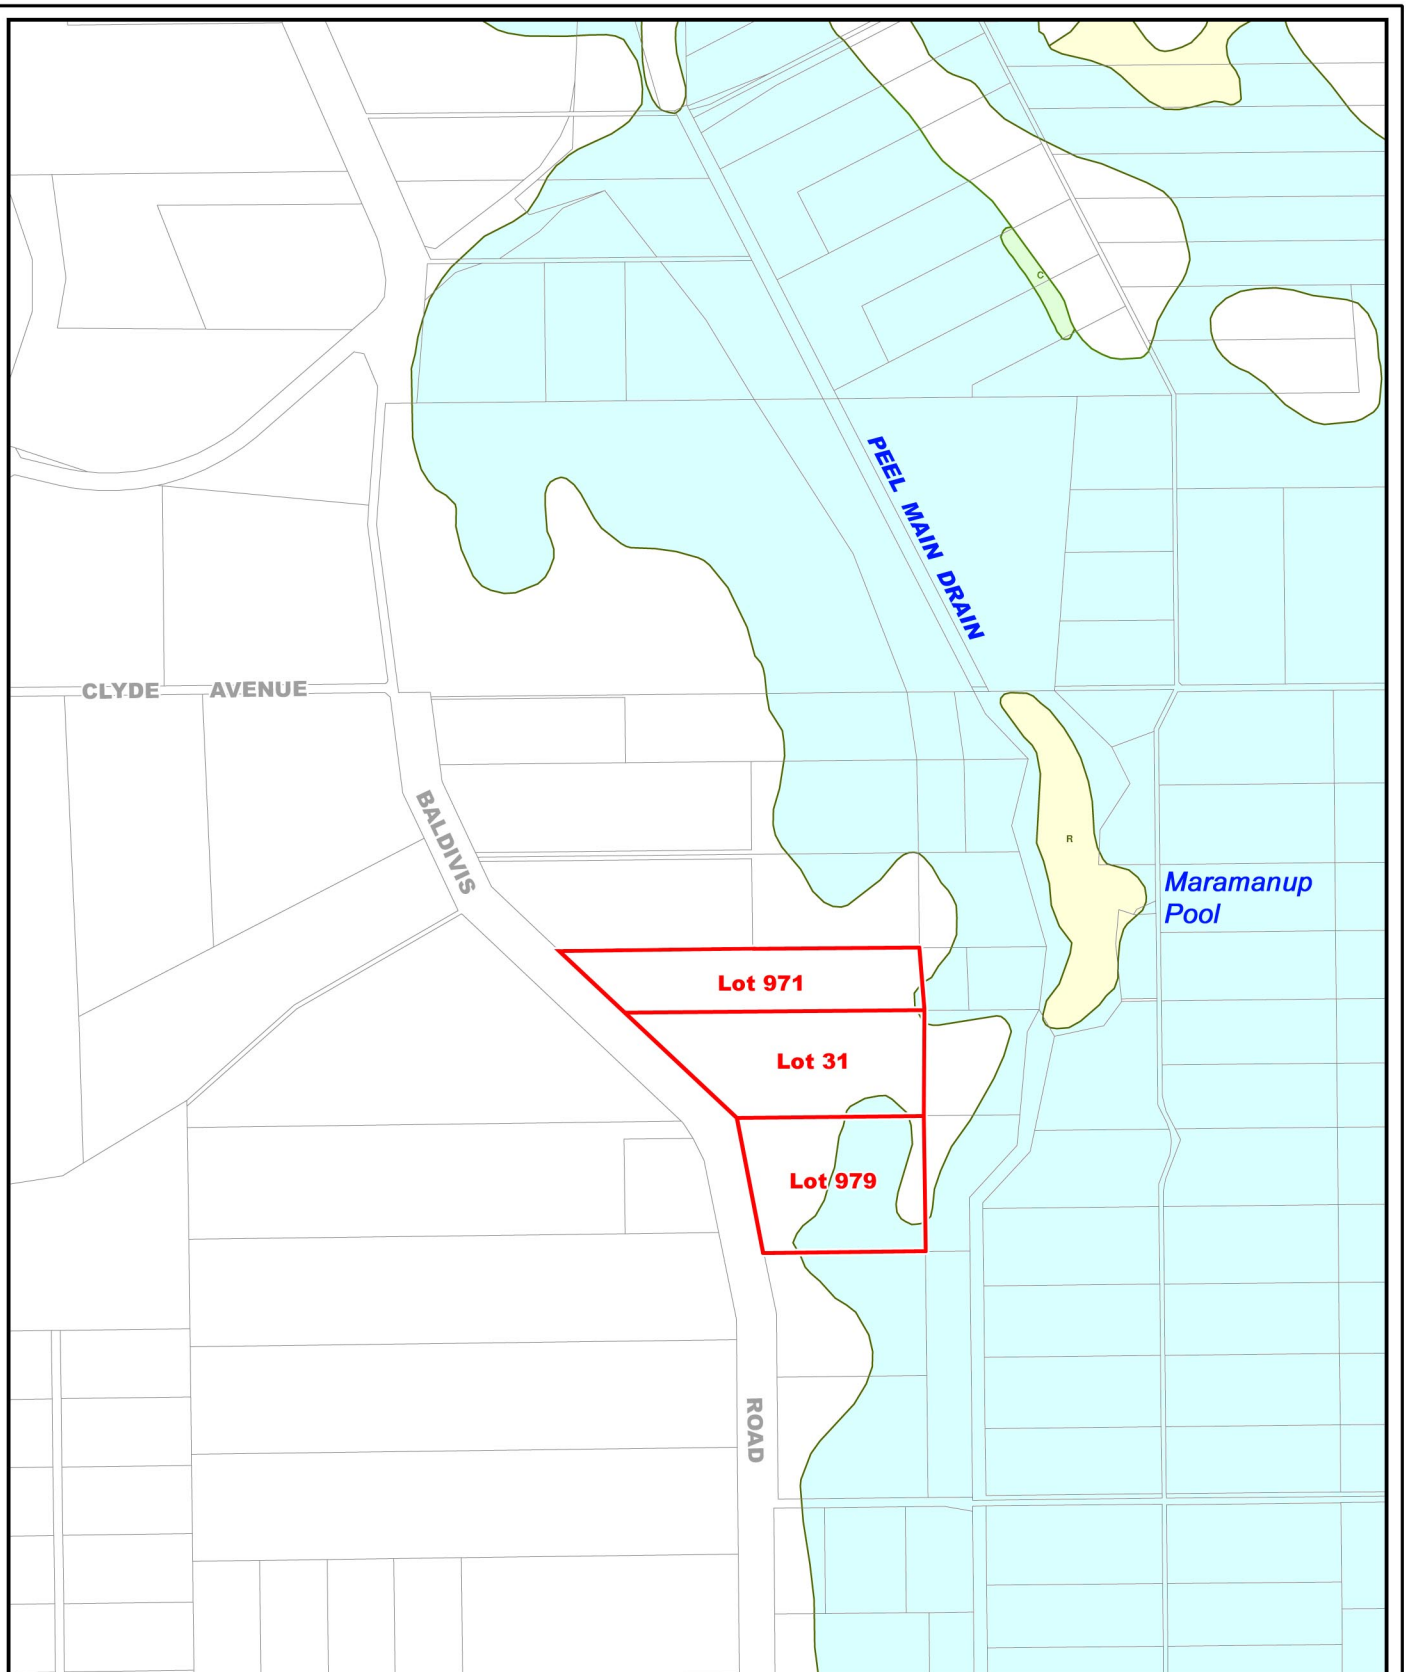 C
PEEL MAIN DRAIN
CLYDE AVENUE
BALDIVIS
R
Maramanup
Pool
Lot 971
Lot 31
Lot 979
ROAD